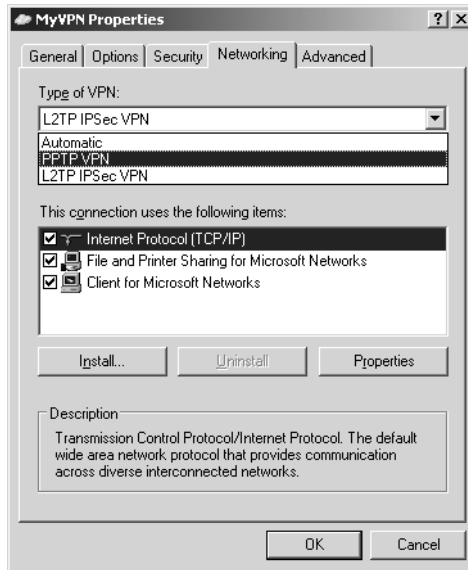 MyVPN Properties
General
Options
Security
Networking
Advanced
Type of VPN:
L2TP IPSec VPN
Automatic
PPTP VPN
L2TP IPSec VPN
This connection uses the following items:
Internet Protocol (TCP/IP)
File and Printer Sharing for Microsoft Networks
Client for Microsoft Networks
Install...
Uninstall
Properties
Description
Transmission Control Protocol/Internet Protocol. The default
wide area network protocol that provides communication
across diverse interconnected networks.
OK
Cancel